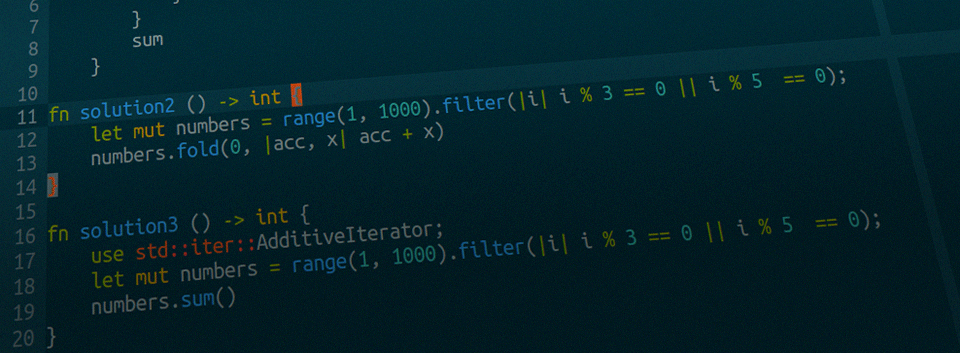 6 }
7 }
8 sum
9 }
10
11 fn solution2 () -> int {
12 let mut numbers = range(1, 1000).filter(|i| i % 3 == 0 || i % 5  == 0);
13 numbers.fold(0, |acc, x| acc + x)
14 }
15
16 fn solution3 () -> int {
17 use std::iter::AdditiveIterator;
18 let mut numbers = range(1, 1000).filter(|i| i % 3 == 0 || i % 5  == 0);
19 numbers.sum()
20 }